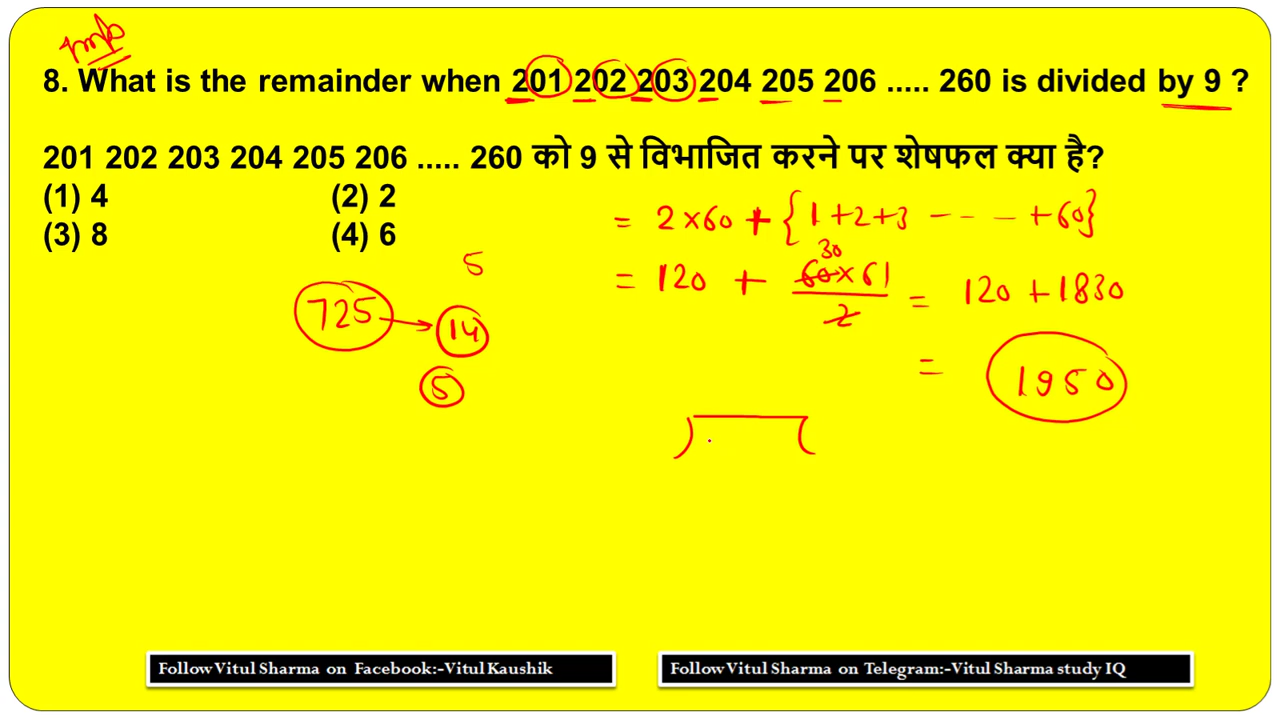 Imp
8. What is the remainder when 201 202 203 204 205 206 ..... 260 is divided by 9 ?
201 202 203 204 205 206 ..... 260 को 9 से विभाजित करने पर शेषफल क्या है?
(1) 4 (2) 2
(3) 8 (4) 6
= 2×60 + {1+2+3 - - - - +60}
5
30
= 120 + 60×61 / 2 = 120 + 1830
725 → 14
5
= 1950
Follow Vitul Sharma on Facebook:-Vitul Kaushik
Follow Vitul Sharma on Telegram:-Vitul Sharma study IQ